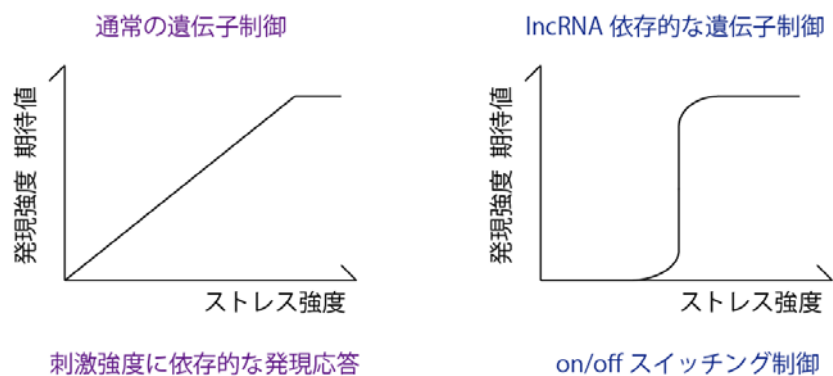 通常の遺伝子制御
発現強度 期待値
ストレス強度
刺激強度に依存的な発現応答
lncRNA 依存的な遺伝子制御
発現強度 期待値
ストレス強度
on/off スイッチング制御